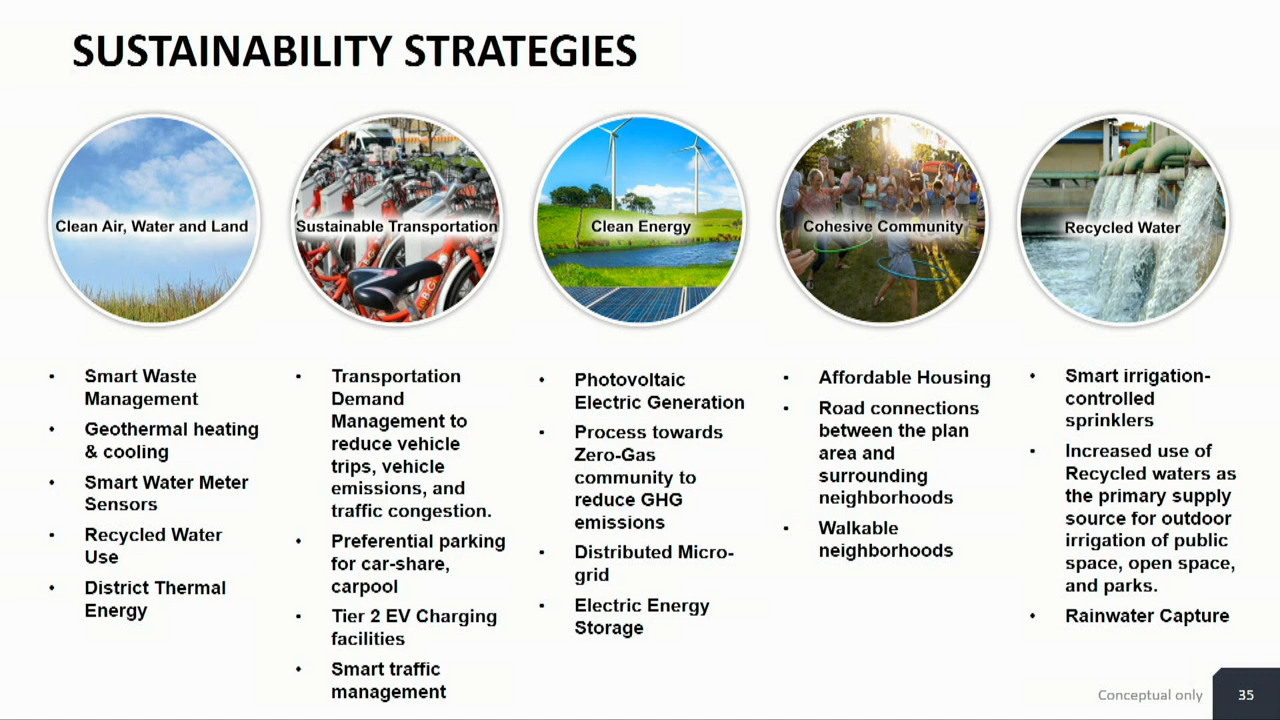 SUSTAINABILITY STRATEGIES
Clean Air, Water and Land
Sustainable Transportation
Clean Energy
Cohesive Community
Recycled Water
• Smart Waste
Management
• Geothermal heating
& cooling
• Smart Water Meter
Sensors
• Recycled Water
Use
• District Thermal
Energy
• Transportation
Demand
Management to
reduce vehicle
trips, vehicle
emissions, and
traffic congestion.
• Preferential parking
for car-share,
carpool
• Tier 2 EV Charging
facilities
• Smart traffic
management
• Photovoltaic
Electric Generation
• Process towards
Zero-Gas
community to
reduce GHG
emissions
• Distributed Micro-
grid
• Electric Energy
Storage
• Affordable Housing
• Road connections
between the plan
area and
surrounding
neighborhoods
• Walkable
neighborhoods
• Smart irrigation-
controlled
sprinklers
• Increased use of
Recycled waters as
the primary supply
source for outdoor
irrigation of public
space, open space,
and parks.
• Rainwater Capture
Conceptual only
35